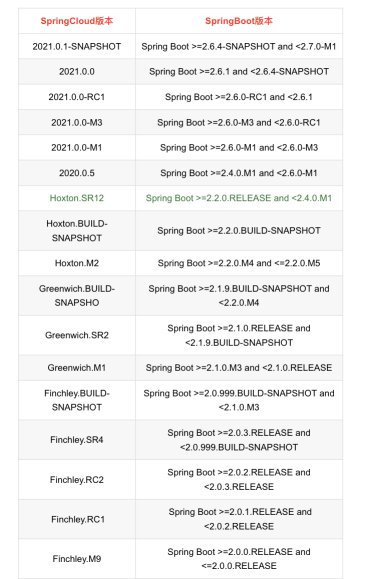 SpringCloud版本 SpringBoot版本
2021.0.1-SNAPSHOT Spring Boot >=2.6.4-SNAPSHOT and <2.7.0-M1
2021.0.0 Spring Boot >=2.6.1 and <2.6.4-SNAPSHOT
2021.0.0-RC1 Spring Boot >=2.6.0-RC1 and <2.6.1
2021.0.0-M3 Spring Boot >=2.6.0-M3 and <2.6.0-RC1
2021.0.0-M1 Spring Boot >=2.6.0-M1 and <2.6.0-M3
2020.0.5 Spring Boot >=2.4.0.M1 and <2.6.0-M1
Hoxton.SR12 Spring Boot >=2.2.0.RELEASE and <2.4.0.M1
Hoxton.BUILD-
SNAPSHOT
Spring Boot >=2.2.0.BUILD-SNAPSHOT
Hoxton.M2 Spring Boot >=2.2.0.M4 and <=2.2.0.M5
Greenwich.BUILD-
SNAPSHO
Spring Boot >=2.1.9.BUILD-SNAPSHOT and
<2.2.0.M4
Greenwich.SR2
Spring Boot >=2.1.0.RELEASE and
<2.1.9.BUILD-SNAPSHOT
Greenwich.M1 Spring Boot >=2.1.0.M3 and <2.1.0.RELEASE
Finchley.BUILD-
SNAPSHOT
Spring Boot >=2.0.999.BUILD-SNAPSHOT and
<2.1.0.M3
Finchley.SR4
Spring Boot >=2.0.3.RELEASE and
<2.0.999.BUILD-SNAPSHOT
Finchley.RC2
Spring Boot >=2.0.2.RELEASE and
<2.0.3.RELEASE
Finchley.RC1
Spring Boot >=2.0.1.RELEASE and
<2.0.2.RELEASE
Finchley.M9
Spring Boot >=2.0.0.RELEASE and
<=2.0.0.RELEASE